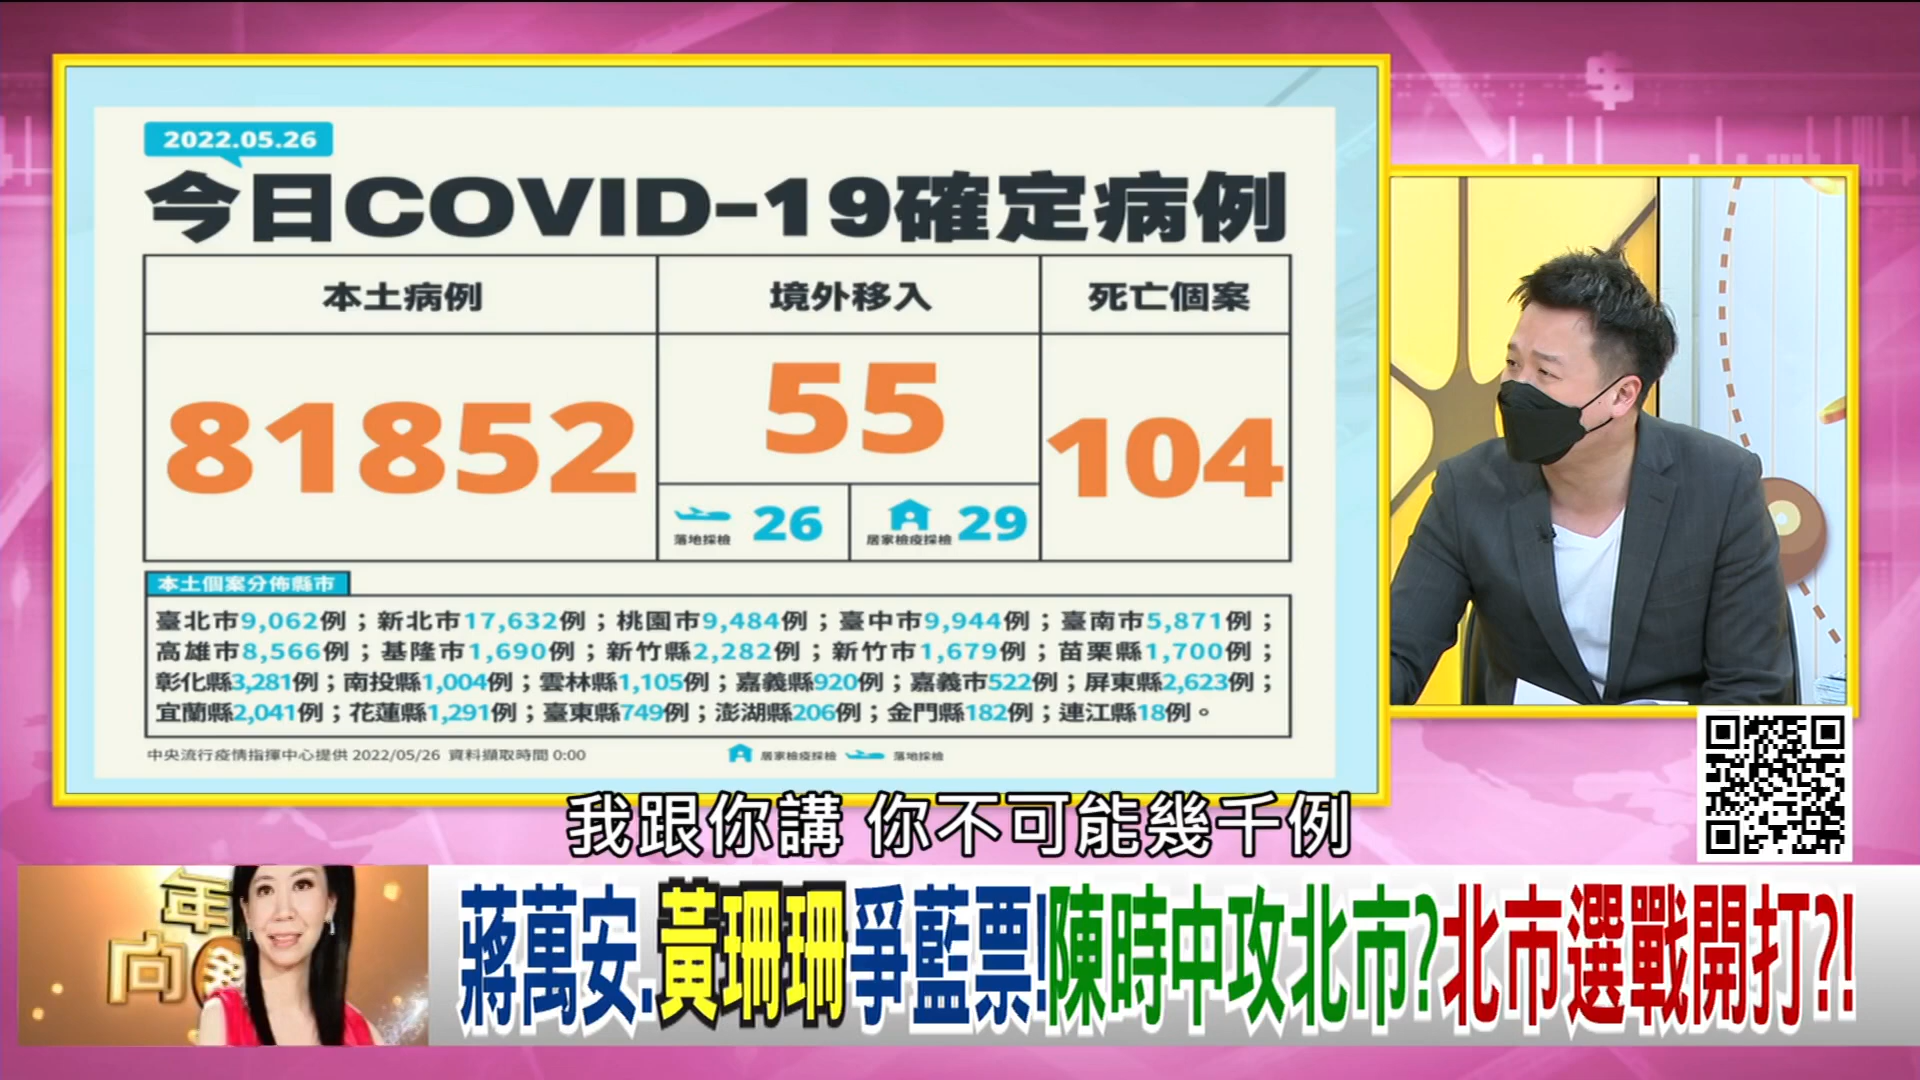 2022.05.26
今日COVID-19確定病例
本土病例
境外移入
死亡個案
81852
55
104
落地採檢
26
居家檢疫採檢
29
本土個案分佈縣市
臺北市9,062例；新北市17,632例；桃園市9,484例；臺中市9,944例；臺南市5,871例；
高雄市8,566例；基隆市1,690例；新竹縣2,282例；新竹市1,679例；苗栗縣1,700例；
彰化縣3,281例；南投縣1,004例；雲林縣1,105例；嘉義縣920例；嘉義市522例；屏東縣2,623例；
宜蘭縣2,041例；花蓮縣1,291例；臺東縣749例；澎湖縣206例；金門縣182例；連江縣18例。
中央流行疫情指揮中心提供 2022/05/26 資料擷取時間 0:00
居家檢疫採檢
落地採檢
我跟你講 你不可能幾千例
年
向
蔣萬安.黃珊珊爭藍票!陳時中攻北市?北市選戰開打?!